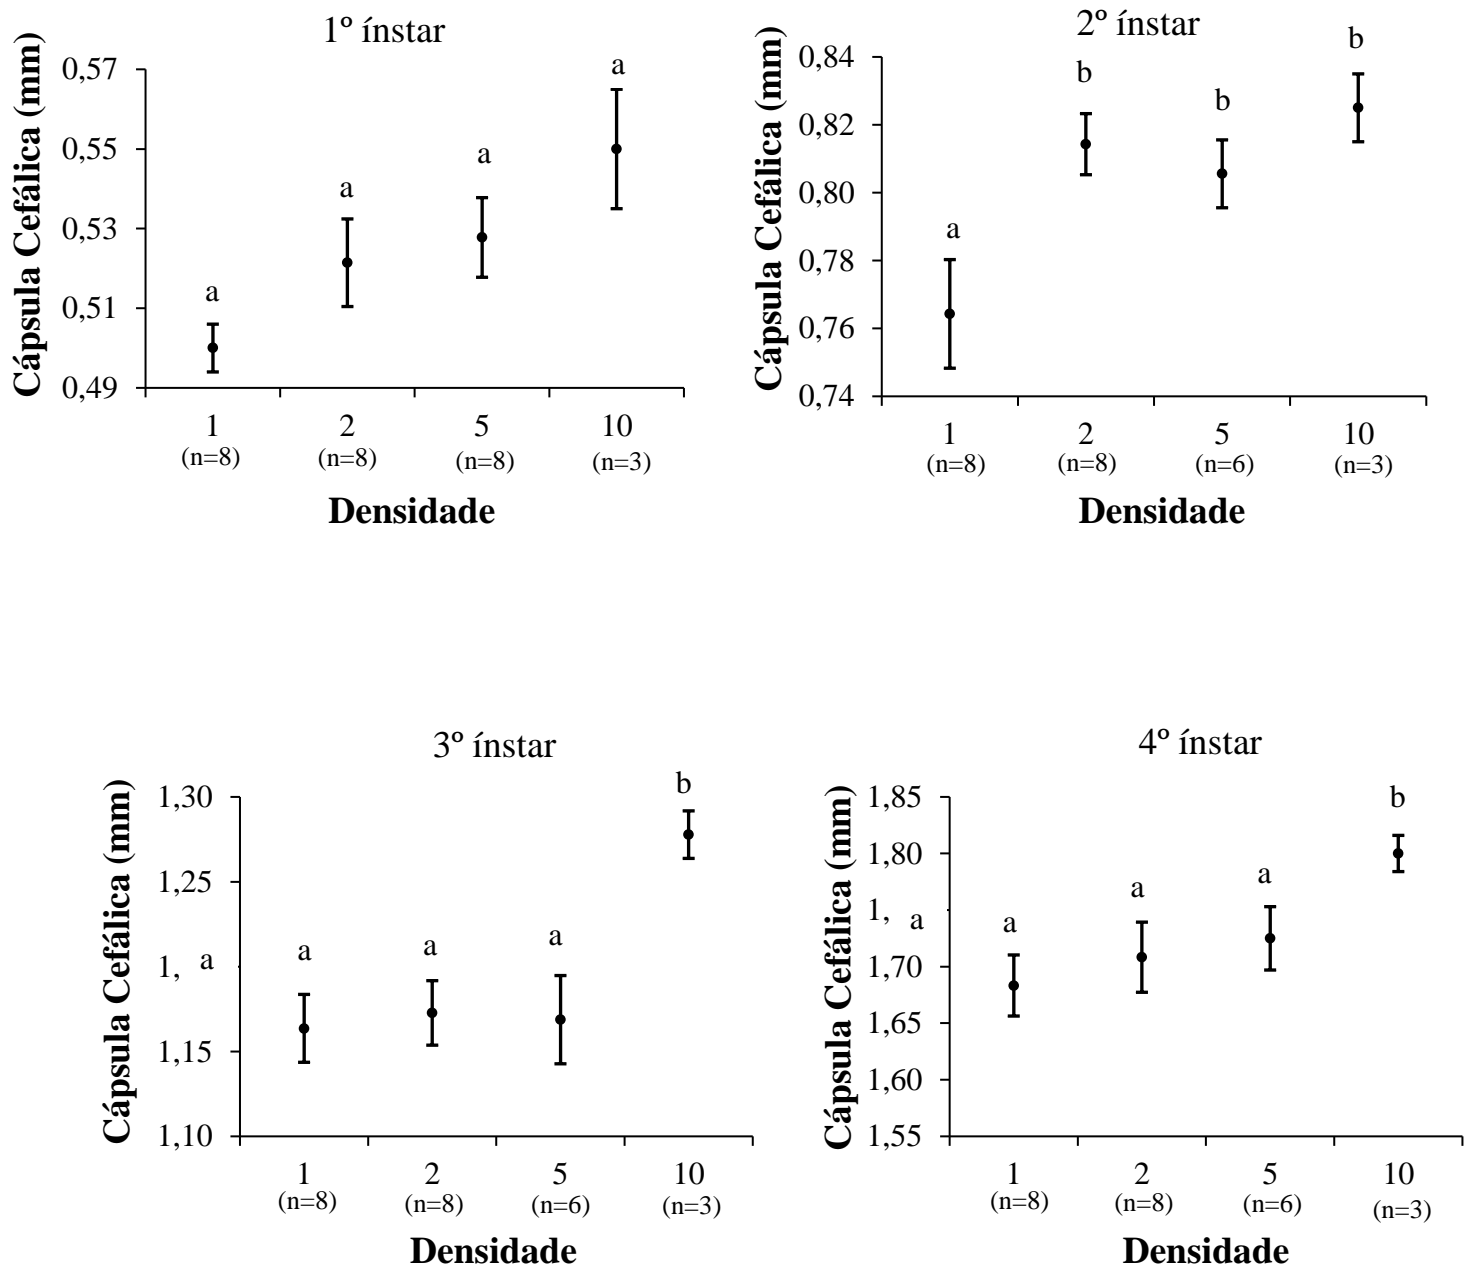 1º ínstar
Cápsula Cefálica (mm)
a
0,57
0,55
a
a
0,53
a
0,51
0,49
1 2 5 10
(n=8) (n=8) (n=8) (n=3)
Densidade
2º ínstar
Cápsula Cefálica (mm)
b
0,84
b
b
0,82
0,80
a
0,78
0,76
0,74
1 2 5 10
(n=8) (n=8) (n=6) (n=3)
Densidade
3º ínstar
Cápsula Cefálica (mm)
b
1,30
1,25
a a a
1, a
1,15
1,10
1 2 5 10
(n=8) (n=8) (n=6) (n=3)
Densidade
4º ínstar
Cápsula Cefálica (mm)
1,85 b
1,80
a a
1, a a
1,70
1,65
1,60
1,55
1 2 5 10
(n=8) (n=8) (n=6) (n=3)
Densidade